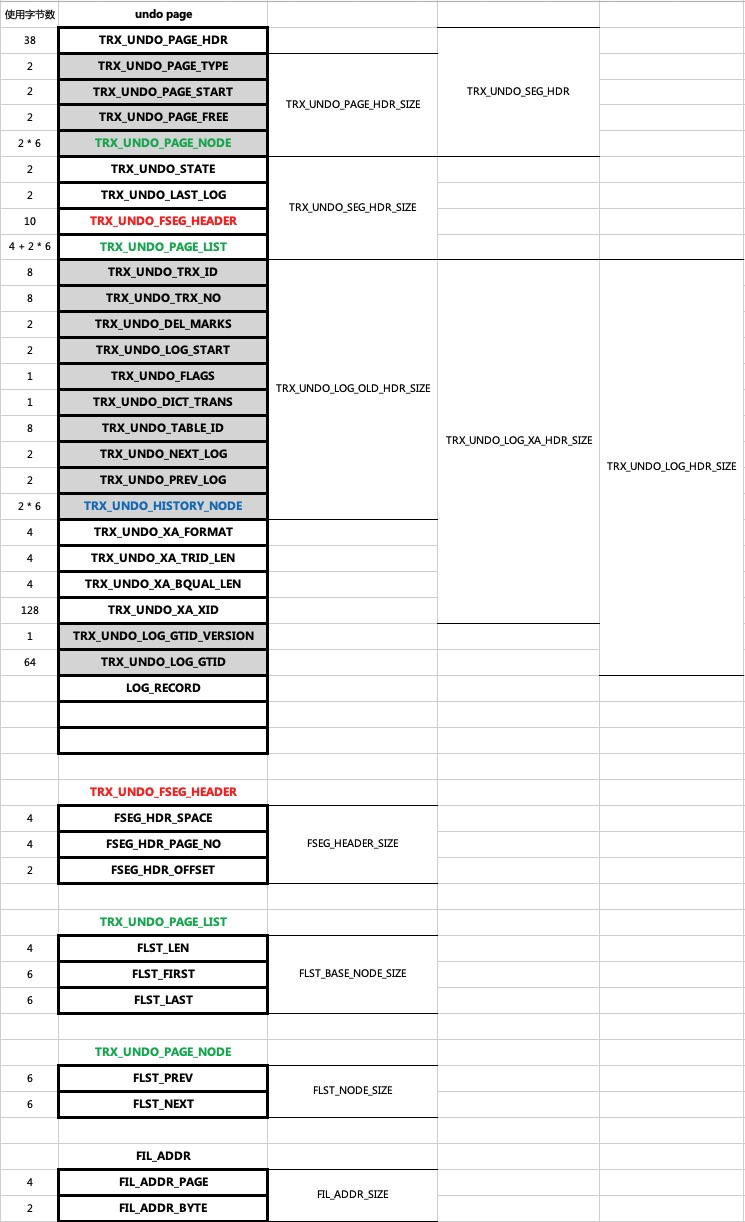 使用字节数 undo page
38 TRX_UNDO_PAGE_HDR
2 TRX_UNDO_PAGE_TYPE
2 TRX_UNDO_PAGE_START TRX_UNDO_SEG_HDR
TRX_UNDO_PAGE_HDR_SIZE
2 TRX_UNDO_PAGE_FREE
2 * 6 TRX_UNDO_PAGE_NODE
2 TRX_UNDO_STATE
2 TRX_UNDO_LAST_LOG
TRX_UNDO_SEG_HDR_SIZE
10 TRX_UNDO_FSEG_HEADER
4 + 2 * 6 TRX_UNDO_PAGE_LIST
8 TRX_UNDO_TRX_ID
8 TRX_UNDO_TRX_NO
2 TRX_UNDO_DEL_MARKS
2 TRX_UNDO_LOG_START
1 TRX_UNDO_FLAGS
TRX_UNDO_LOG_OLD_HDR_SIZE
1 TRX_UNDO_DICT_TRANS
8 TRX_UNDO_TABLE_ID
TRX_UNDO_LOG_XA_HDR_SIZE
2 TRX_UNDO_NEXT_LOG
TRX_UNDO_LOG_HDR_SIZE
2 TRX_UNDO_PREV_LOG
2 * 6 TRX_UNDO_HISTORY_NODE
4 TRX_UNDO_XA_FORMAT
4 TRX_UNDO_XA_TRID_LEN
4 TRX_UNDO_XA_BQUAL_LEN
128 TRX_UNDO_XA_XID
1 TRX_UNDO_LOG_GTID_VERSION
64 TRX_UNDO_LOG_GTID
LOG_RECORD
TRX_UNDO_FSEG_HEADER
4 FSEG_HDR_SPACE
4 FSEG_HDR_PAGE_NO FSEG_HEADER_SIZE
2 FSEG_HDR_OFFSET
TRX_UNDO_PAGE_LIST
4 FLST_LEN
6 FLST_FIRST FLST_BASE_NODE_SIZE
6 FLST_LAST
TRX_UNDO_PAGE_NODE
6 FLST_PREV
FLST_NODE_SIZE
6 FLST_NEXT
FIL_ADDR
4 FIL_ADDR_PAGE
FIL_ADDR_SIZE
2 FIL_ADDR_BYTE